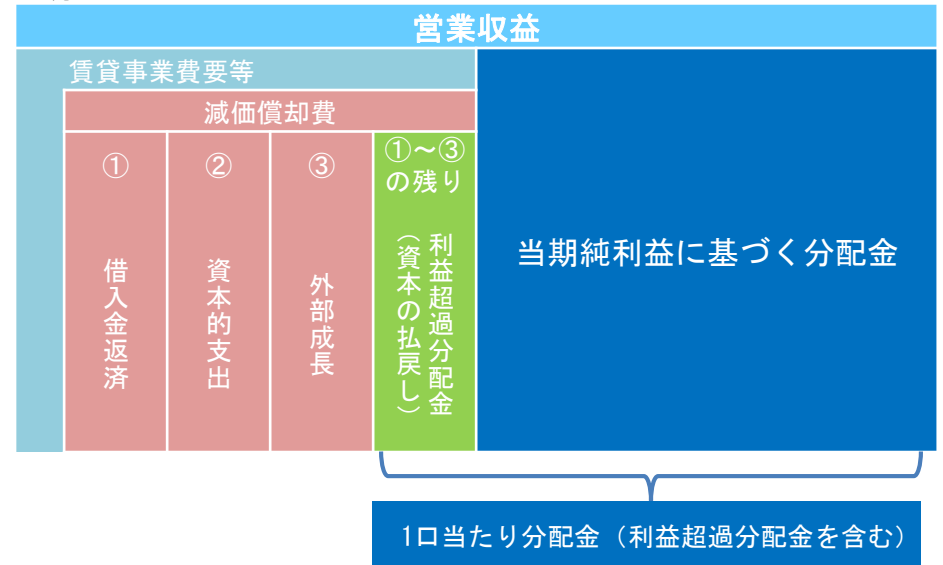 営業収益
賃貸事業費要等
減価償却費
①
借入金返済
②
資本的支出
③
外部成長
①～③
の残り
利益超過分配金
（資本の払戻し）
当期純利益に基づく分配金
1口当たり分配金（利益超過分配金を含む）